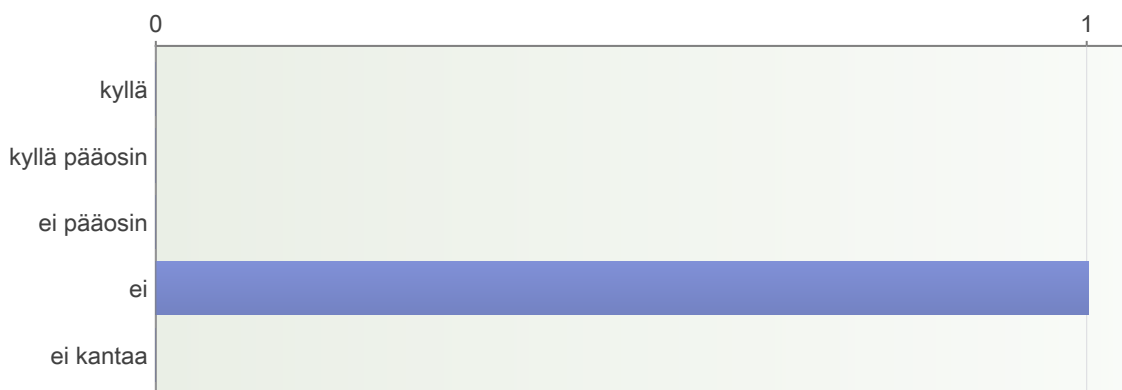 0 1
kyllä
kyllä pääosin
ei pääosin
ei
ei kantaa